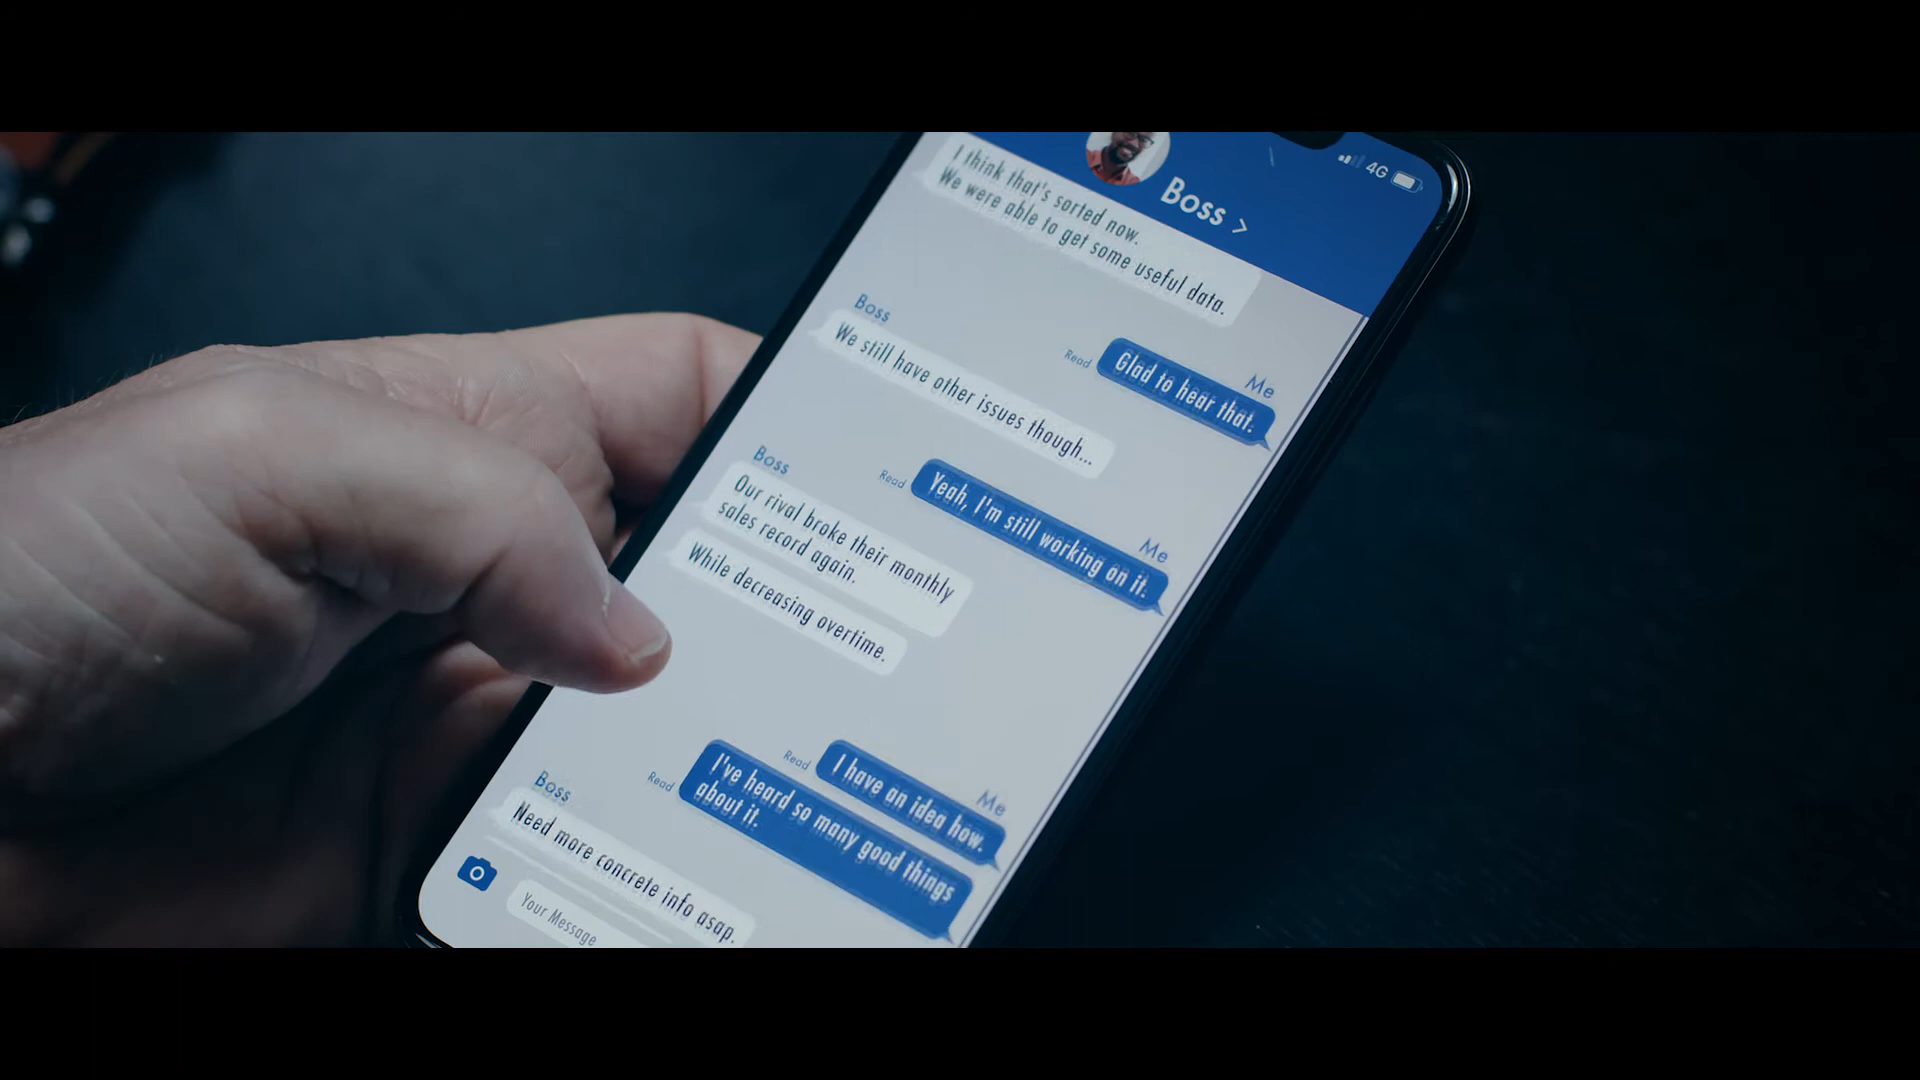 4G
Boss >
I think that's sorted now.
We were able to get some useful data.
Me
Read
Glad to hear that.
Boss
We still have other issues though...
Me
Read
Yeah, I'm still working on it.
Boss
Our rival broke their monthly
sales record again.
While decreasing overtime.
Me
Read
I have an idea how.
Read
I've heard so many good things
about it.
Boss
Need more concrete info asap.
Your Message